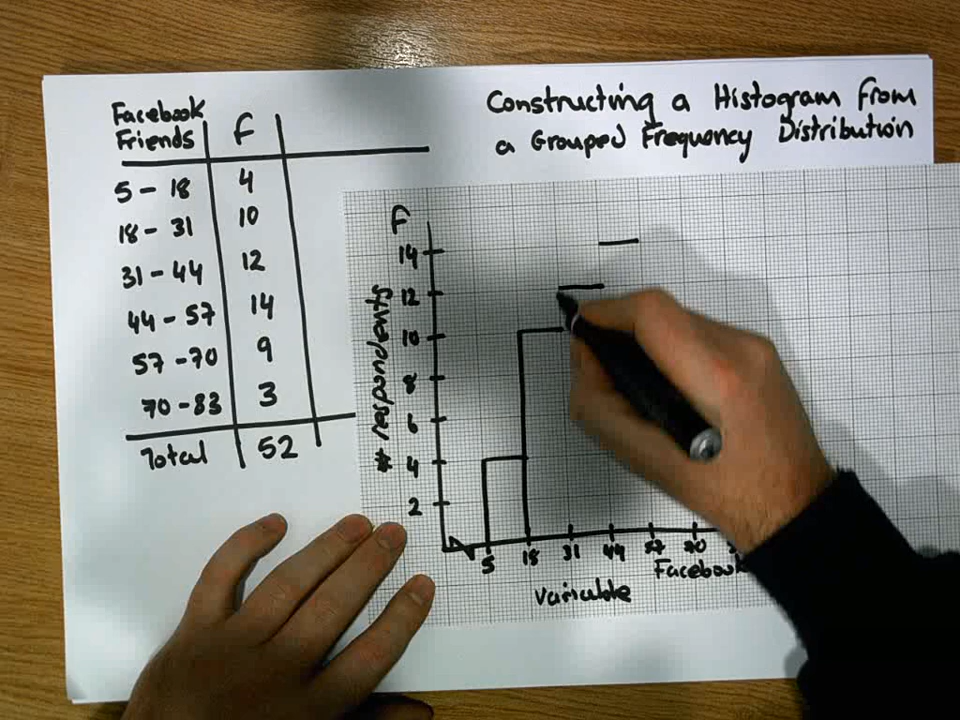 Constructing a Histogram from
a Grouped Frequency Distribution
Facebook
Friends F
5 - 18 4
18 - 31 10
31 - 44 12
44 - 57 14
57 - 70 9
70 - 83 3
Total 52
F
# respondents
14
12
10
8
6
4
2
5 18 31 44 57 70
Facebook
Variable